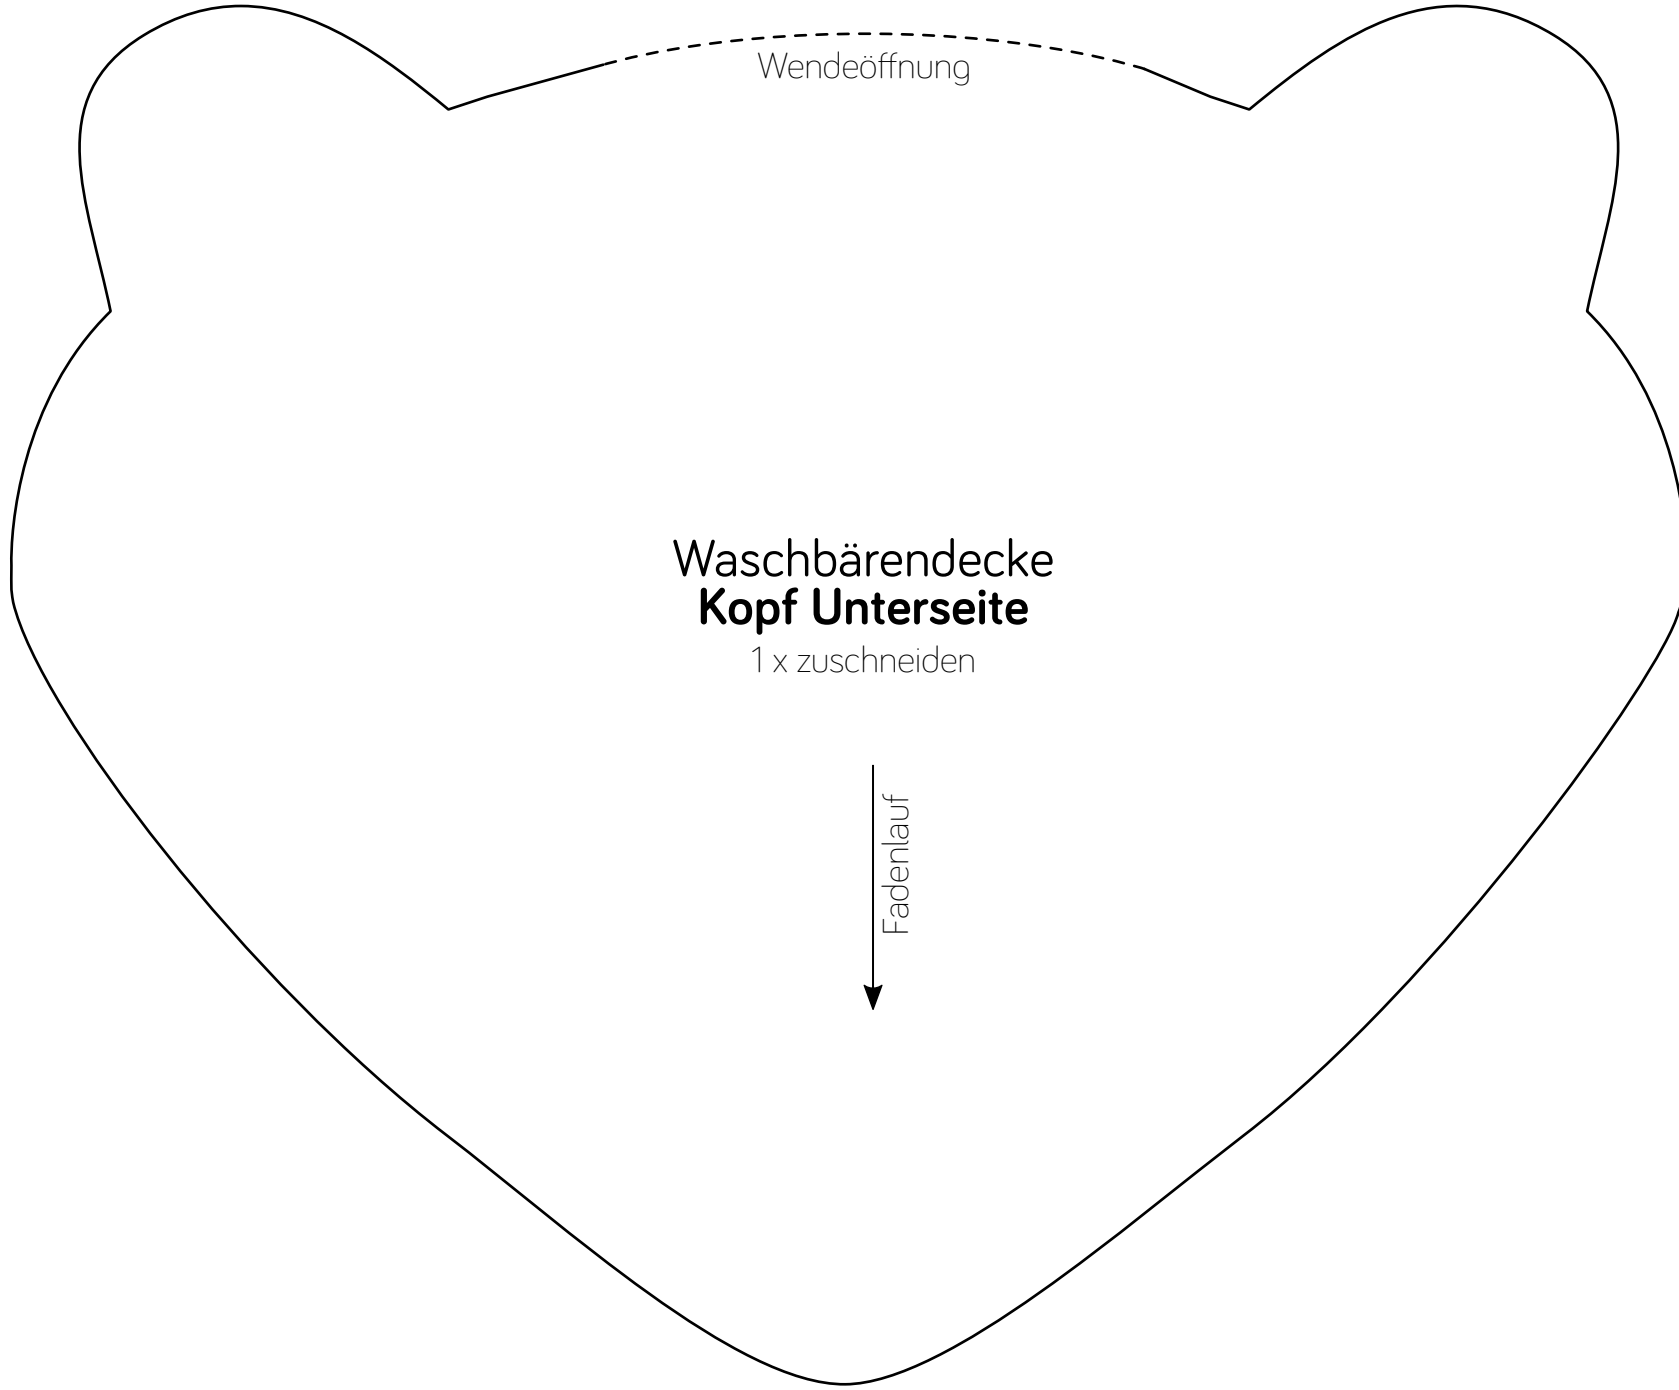 Wendeöffnung
Waschbärendecke
Kopf Unterseite
1 x zuschneiden
Fadenlauf